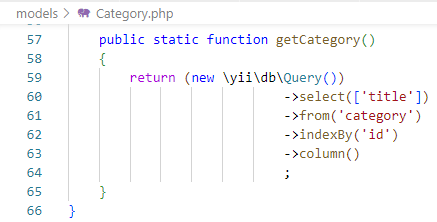 models > Category.php
57 public static function getCategory()
58 {
59 return (new \yii\db\Query())
60 ->select(['title'])
61 ->from('category')
62 ->indexBy('id')
63 ->column()
64 ;
65 }
66 }